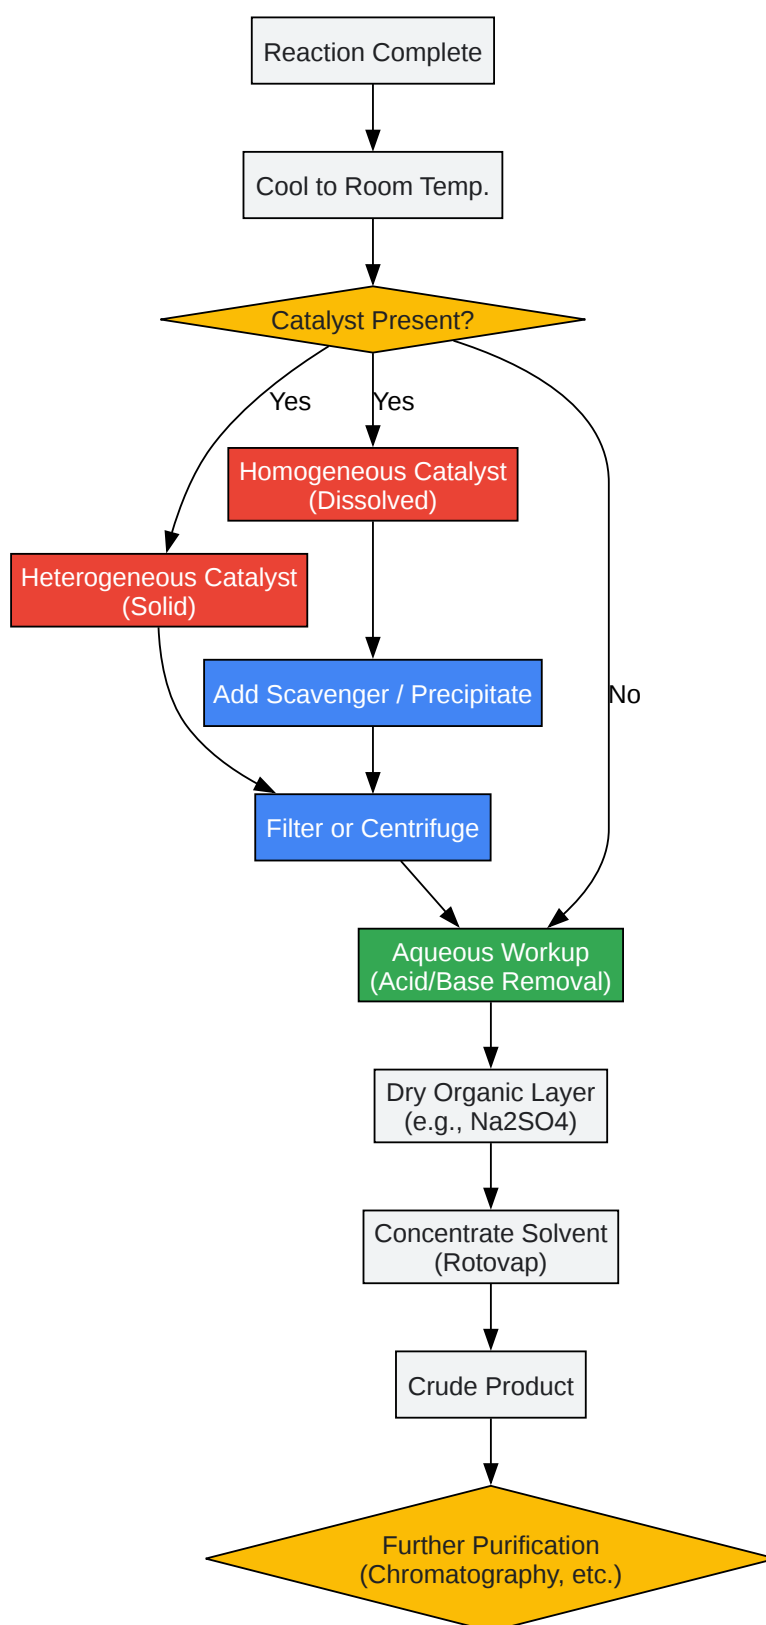 Reaction Complete
Cool to Room Temp.
Catalyst Present?
Yes
Yes
Homogeneous Catalyst
(Dissolved)
Heterogeneous Catalyst
(Solid)
Add Scavenger / Precipitate
No
Filter or Centrifuge
Aqueous Workup
(Acid/Base Removal)
Dry Organic Layer
(e.g., Na2SO4)
Concentrate Solvent
(Rotovap)
Crude Product
Further Purification
(Chromatography, etc.)